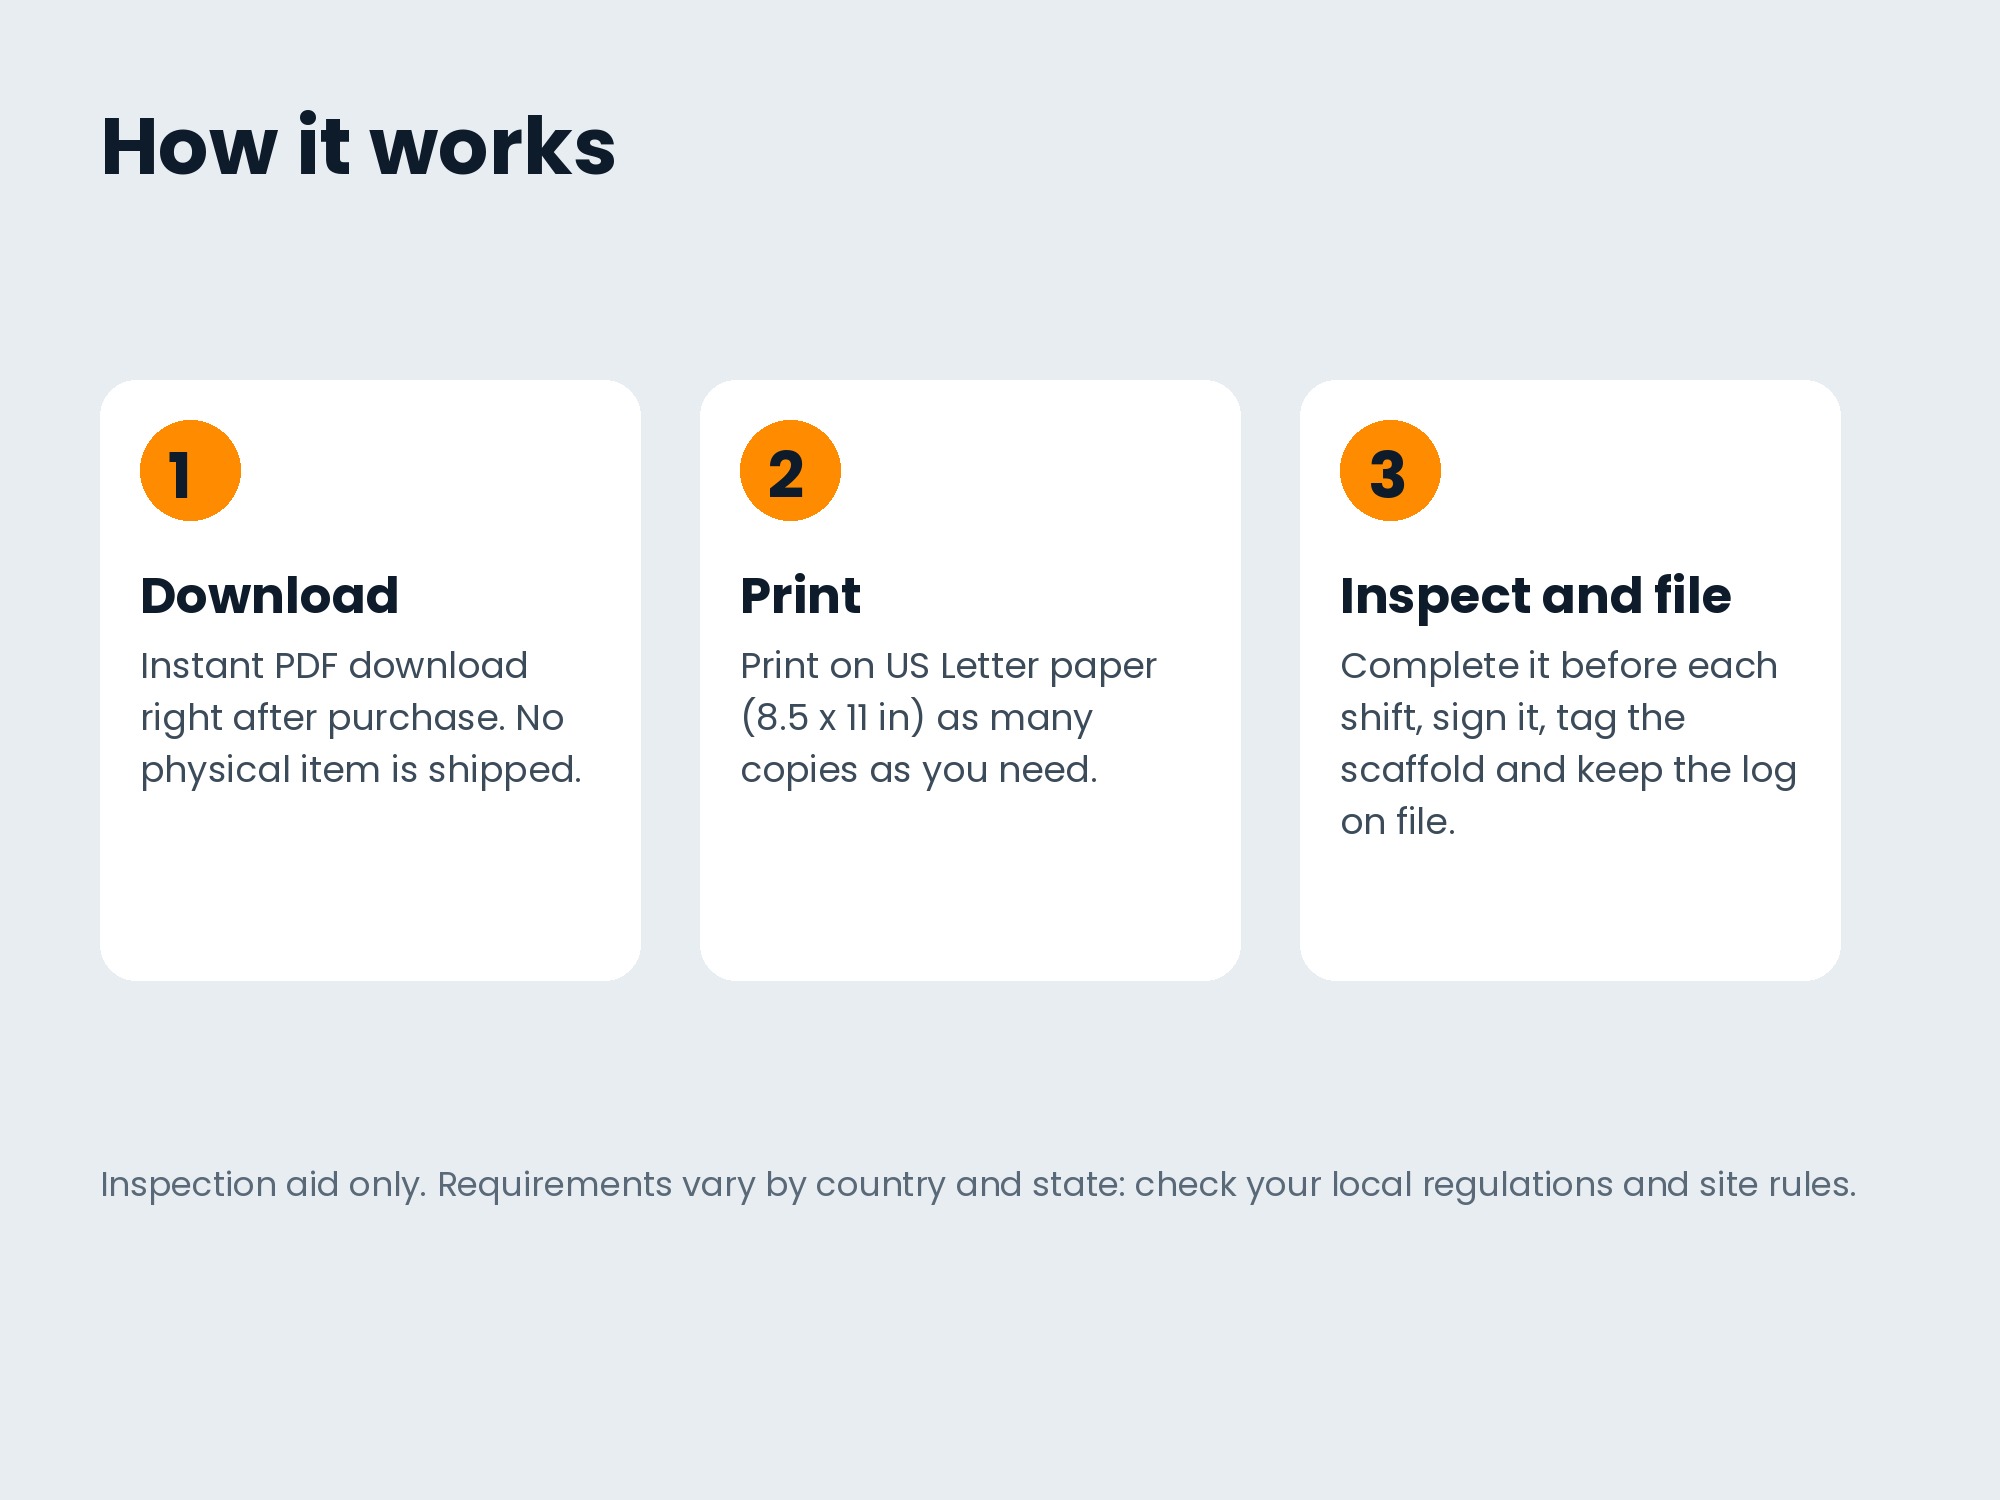 How it works
1
Download
Instant PDF download
right after purchase. No
physical item is shipped.
2
Print
Print on US Letter paper
(8.5 x 11 in) as many
copies as you need.
3
Inspect and file
Complete it before each
shift, sign it, tag the
scaffold and keep the log
on file.
Inspection aid only. Requirements vary by country and state: check your local regulations and site rules.